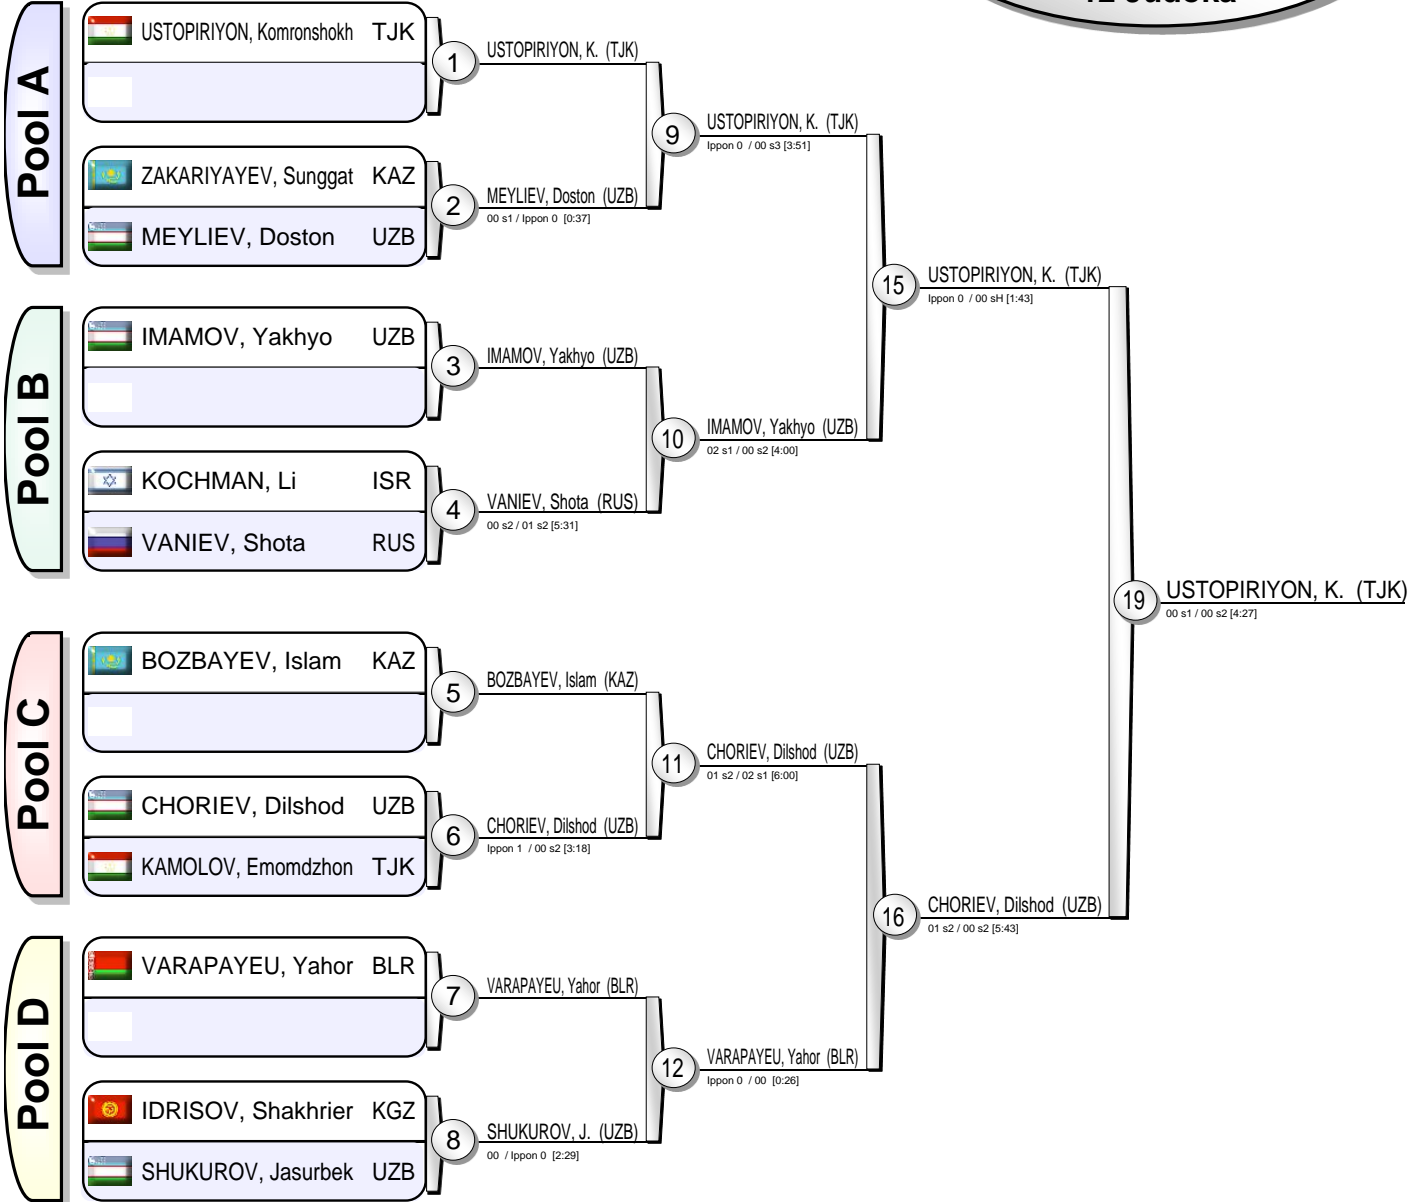 12 Judoka
Pool A
USTOPIRIYON, Komronshokh TJK
1
USTOPIRIYON, K. (TJK)
ZAKARIYAYEV, Sunggat KAZ
MEYLIEV, Doston UZB
2
MEYLIEV, Doston (UZB)
00 s1 / Ippon 0 [0:37]
9
USTOPIRIYON, K. (TJK)
Ippon 0 / 00 s3 [3:51]
Pool B
IMAMOV, Yakhyo UZB
3
IMAMOV, Yakhyo (UZB)
KOCHMAN, Li ISR
VANIEV, Shota RUS
4
VANIEV, Shota (RUS)
00 s2 / 01 s2 [5:31]
10
IMAMOV, Yakhyo (UZB)
02 s1 / 00 s2 [4:00]
15
USTOPIRIYON, K. (TJK)
Ippon 0 / 00 sH [1:43]
Pool C
BOZBAYEV, Islam KAZ
5
BOZBAYEV, Islam (KAZ)
CHORIEV, Dilshod UZB
KAMOLOV, Emomdzhon TJK
6
CHORIEV, Dilshod (UZB)
Ippon 1 / 00 s2 [3:18]
11
CHORIEV, Dilshod (UZB)
01 s2 / 02 s1 [6:00]
Pool D
VARAPAYEU, Yahor BLR
7
VARAPAYEU, Yahor (BLR)
IDRISOV, Shakhrier KGZ
SHUKUROV, Jasurbek UZB
8
SHUKUROV, J. (UZB)
00 / Ippon 0 [2:29]
12
VARAPAYEU, Yahor (BLR)
Ippon 0 / 00 [0:26]
16
CHORIEV, Dilshod (UZB)
01 s2 / 00 s2 [5:43]
19
USTOPIRIYON, K. (TJK)
00 s1 / 00 s2 [4:27]